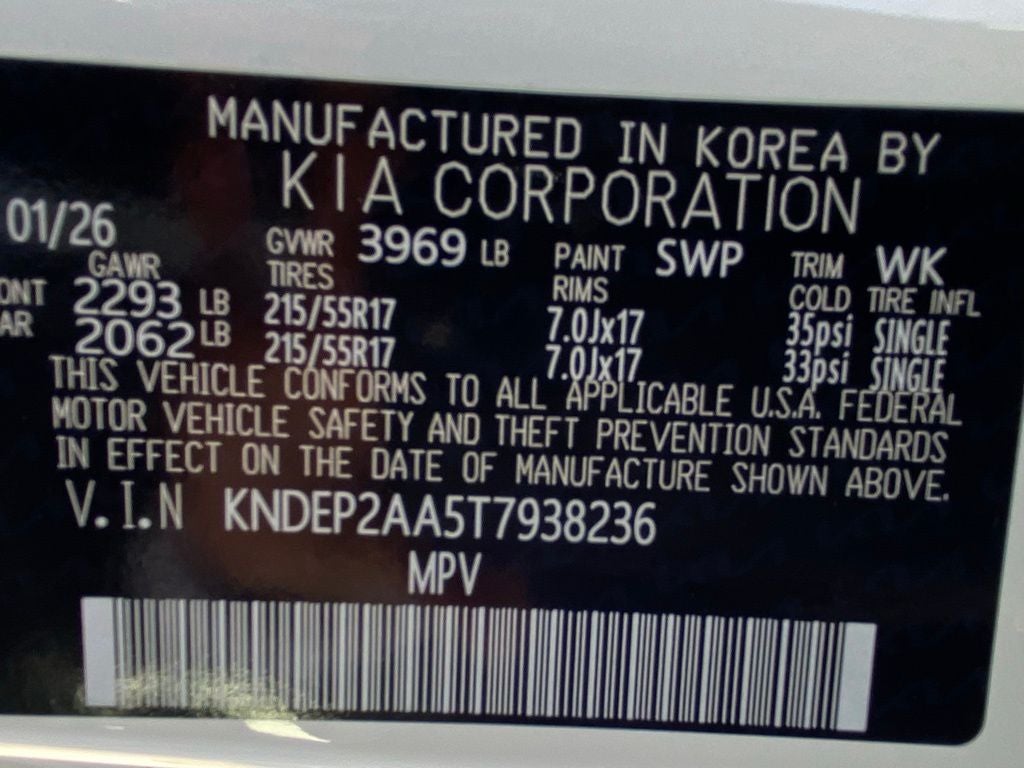 MANUFACTURED IN KOREA BY
KIA CORPORATION
01/26 GVWR 3969 LB PAINT SWP TRIM WK
GAWR TIRES RIMS COLD TIRE INFL
ONT 2293 LB 215/55R17 7.0Jx17 35psi SINGLE
AR 2062 LB 215/55R17 7.0Jx17 33psi SINGLE
THIS VEHICLE CONFORMS TO ALL APPLICABLE U.S.A. FEDERAL
MOTOR VEHICLE SAFETY AND THEFT PREVENTION STANDARDS
IN EFFECT ON THE DATE OF MANUFACTURE SHOWN ABOVE.
V.I.N KNDEP2AA5T7938236
MPV